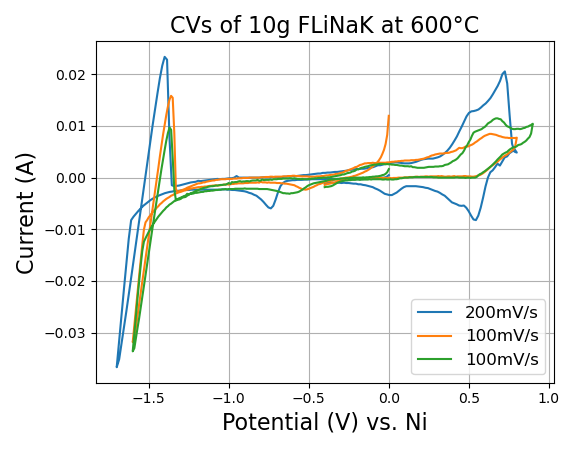 CVs of 10g FLiNaK at 600°C
Current (A)
0.02
0.01
0.00
−0.01
−0.02
−0.03
−1.5
−1.0
−0.5
0.0
0.5
1.0
Potential (V) vs. Ni
200mV/s
100mV/s
100mV/s